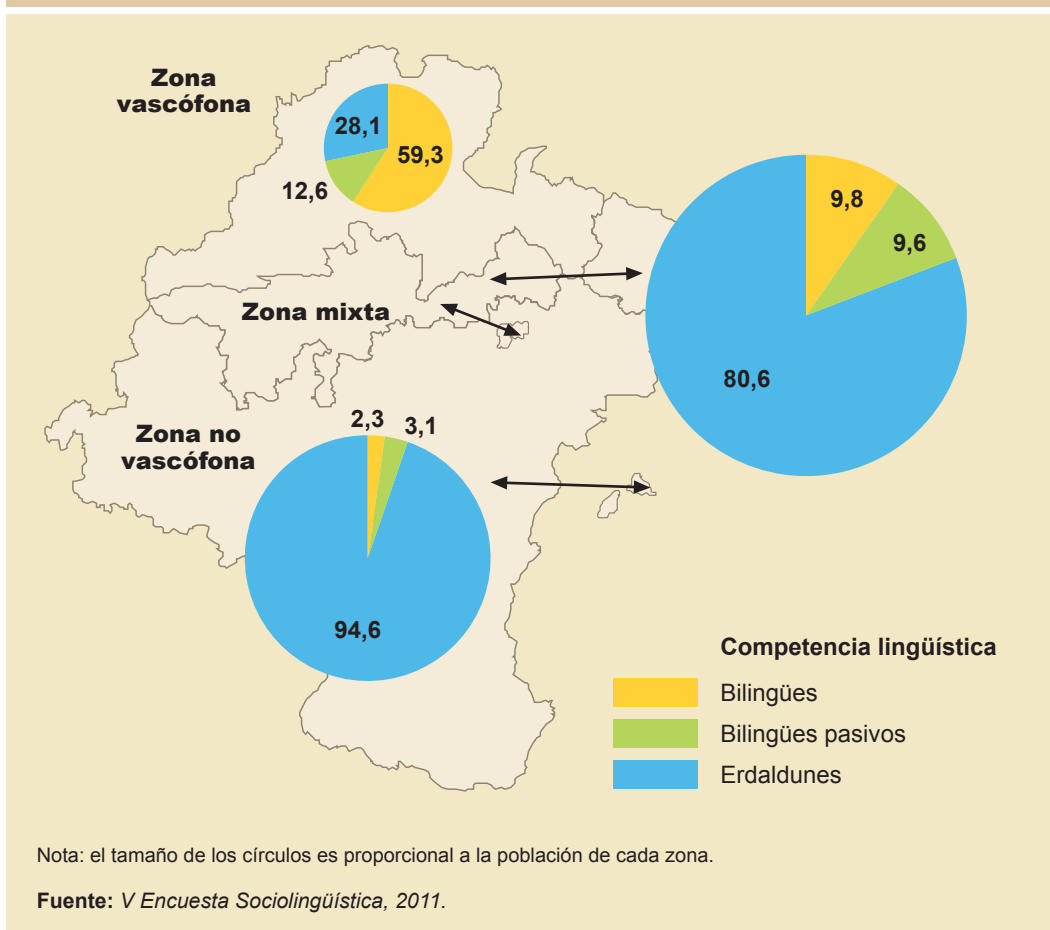 Zona
vascófona
28,1
59,3
12,6
9,8
9,6
80,6
Zona mixta
Zona no
vascófona
2,3
3,1
94,6
Competencia lingüística
Bilingües
Bilingües pasivos
Erdaldunes
Nota: el tamaño de los círculos es proporcional a la población de cada zona.
Fuente: V Encuesta Sociolingüística, 2011.